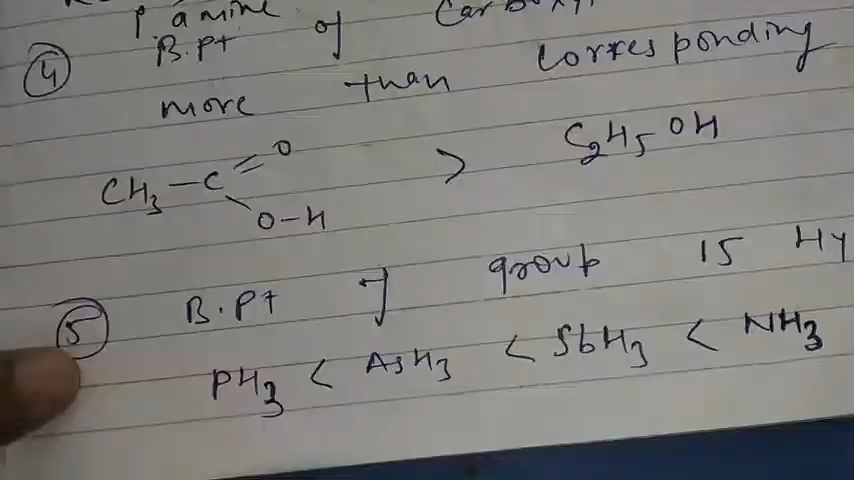 P. amine
④ B.Pt of Carboxy
more than corresponding
CH3-C=O > C2H5OH
O-H
⑤ B.Pt of group 15 Hy
PH3 < AsH3 < SbH3 < NH3